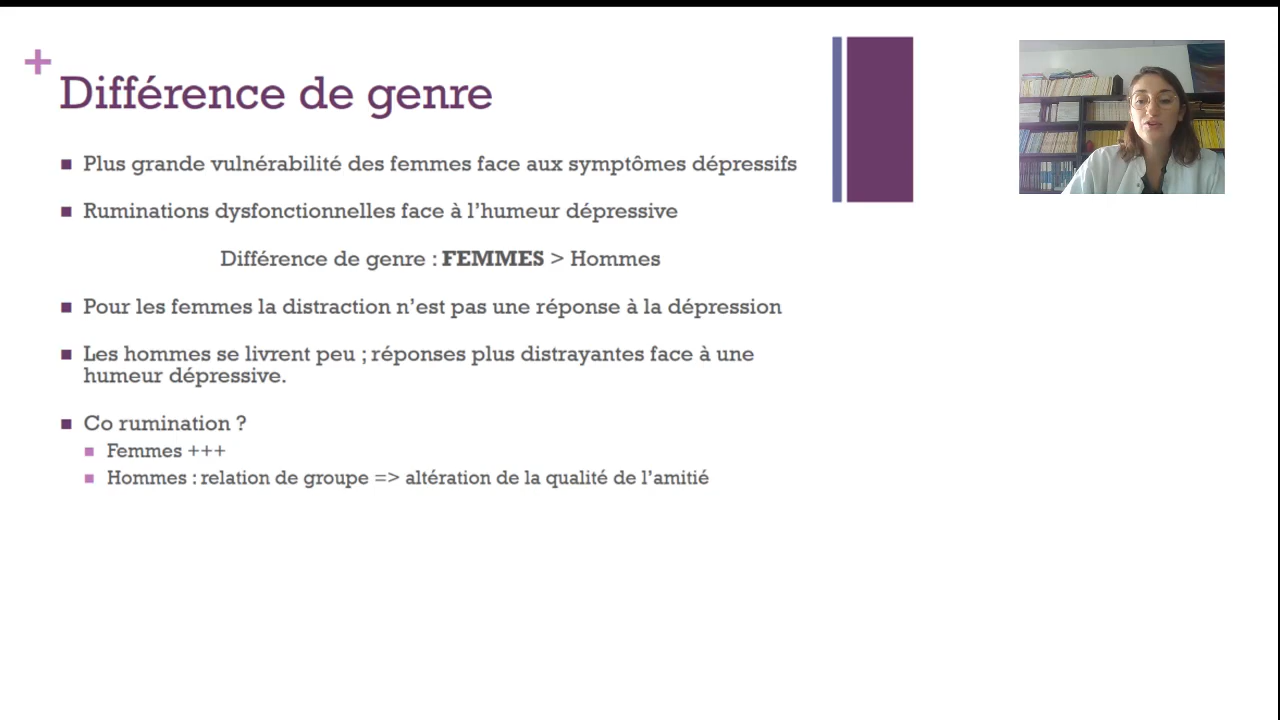 Différence de genre
Plus grande vulnérabilité des femmes face aux symptômes dépressifs
Ruminations dysfonctionnelles face à l'humeur dépressive
Différence de genre : FEMMES > Hommes
Pour les femmes la distraction n'est pas une réponse à la dépression
Les hommes se livrent peu ; réponses plus distrayantes face à une
humeur dépressive.
Co rumination ?
Femmes +++
Hommes : relation de groupe => altération de la qualité de l'amitié